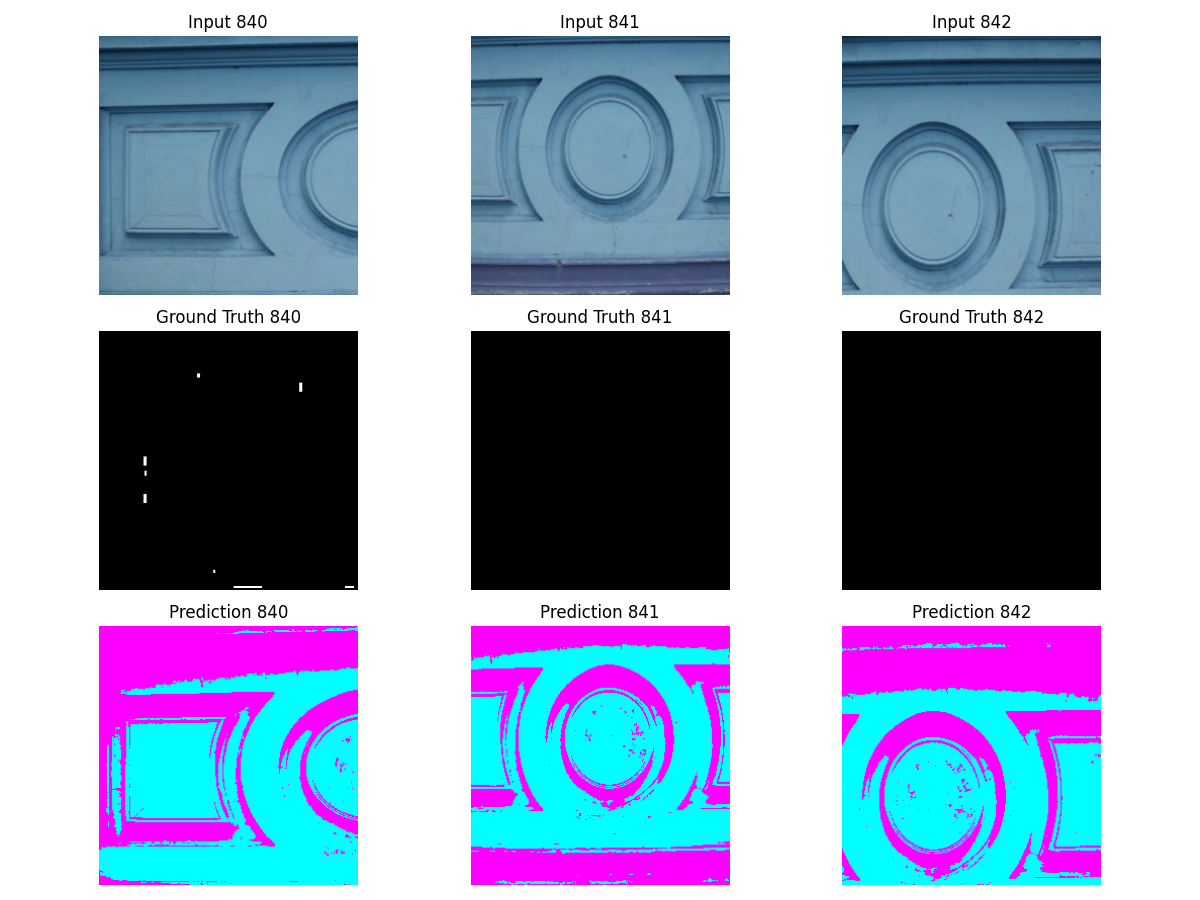 Input 840
Input 841
Input 842
Ground Truth 840
Ground Truth 841
Ground Truth 842
Prediction 840
Prediction 841
Prediction 842